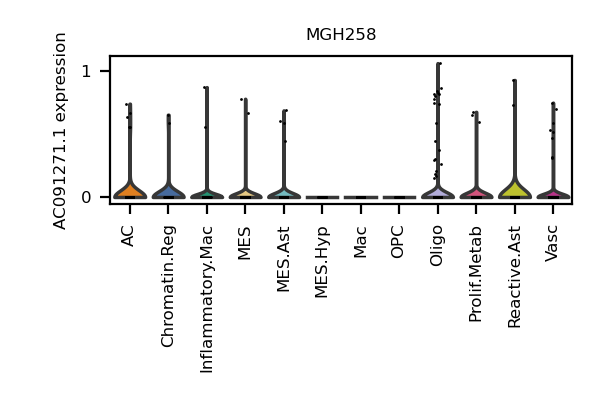 MGH258
AC091271.1 expression
1
0
AC
Chromatin.Reg
Inflammatory.Mac
MES
MES.Ast
MES.Hyp
Mac
OPC
Oligo
Prolif.Metab
Reactive.Ast
Vasc